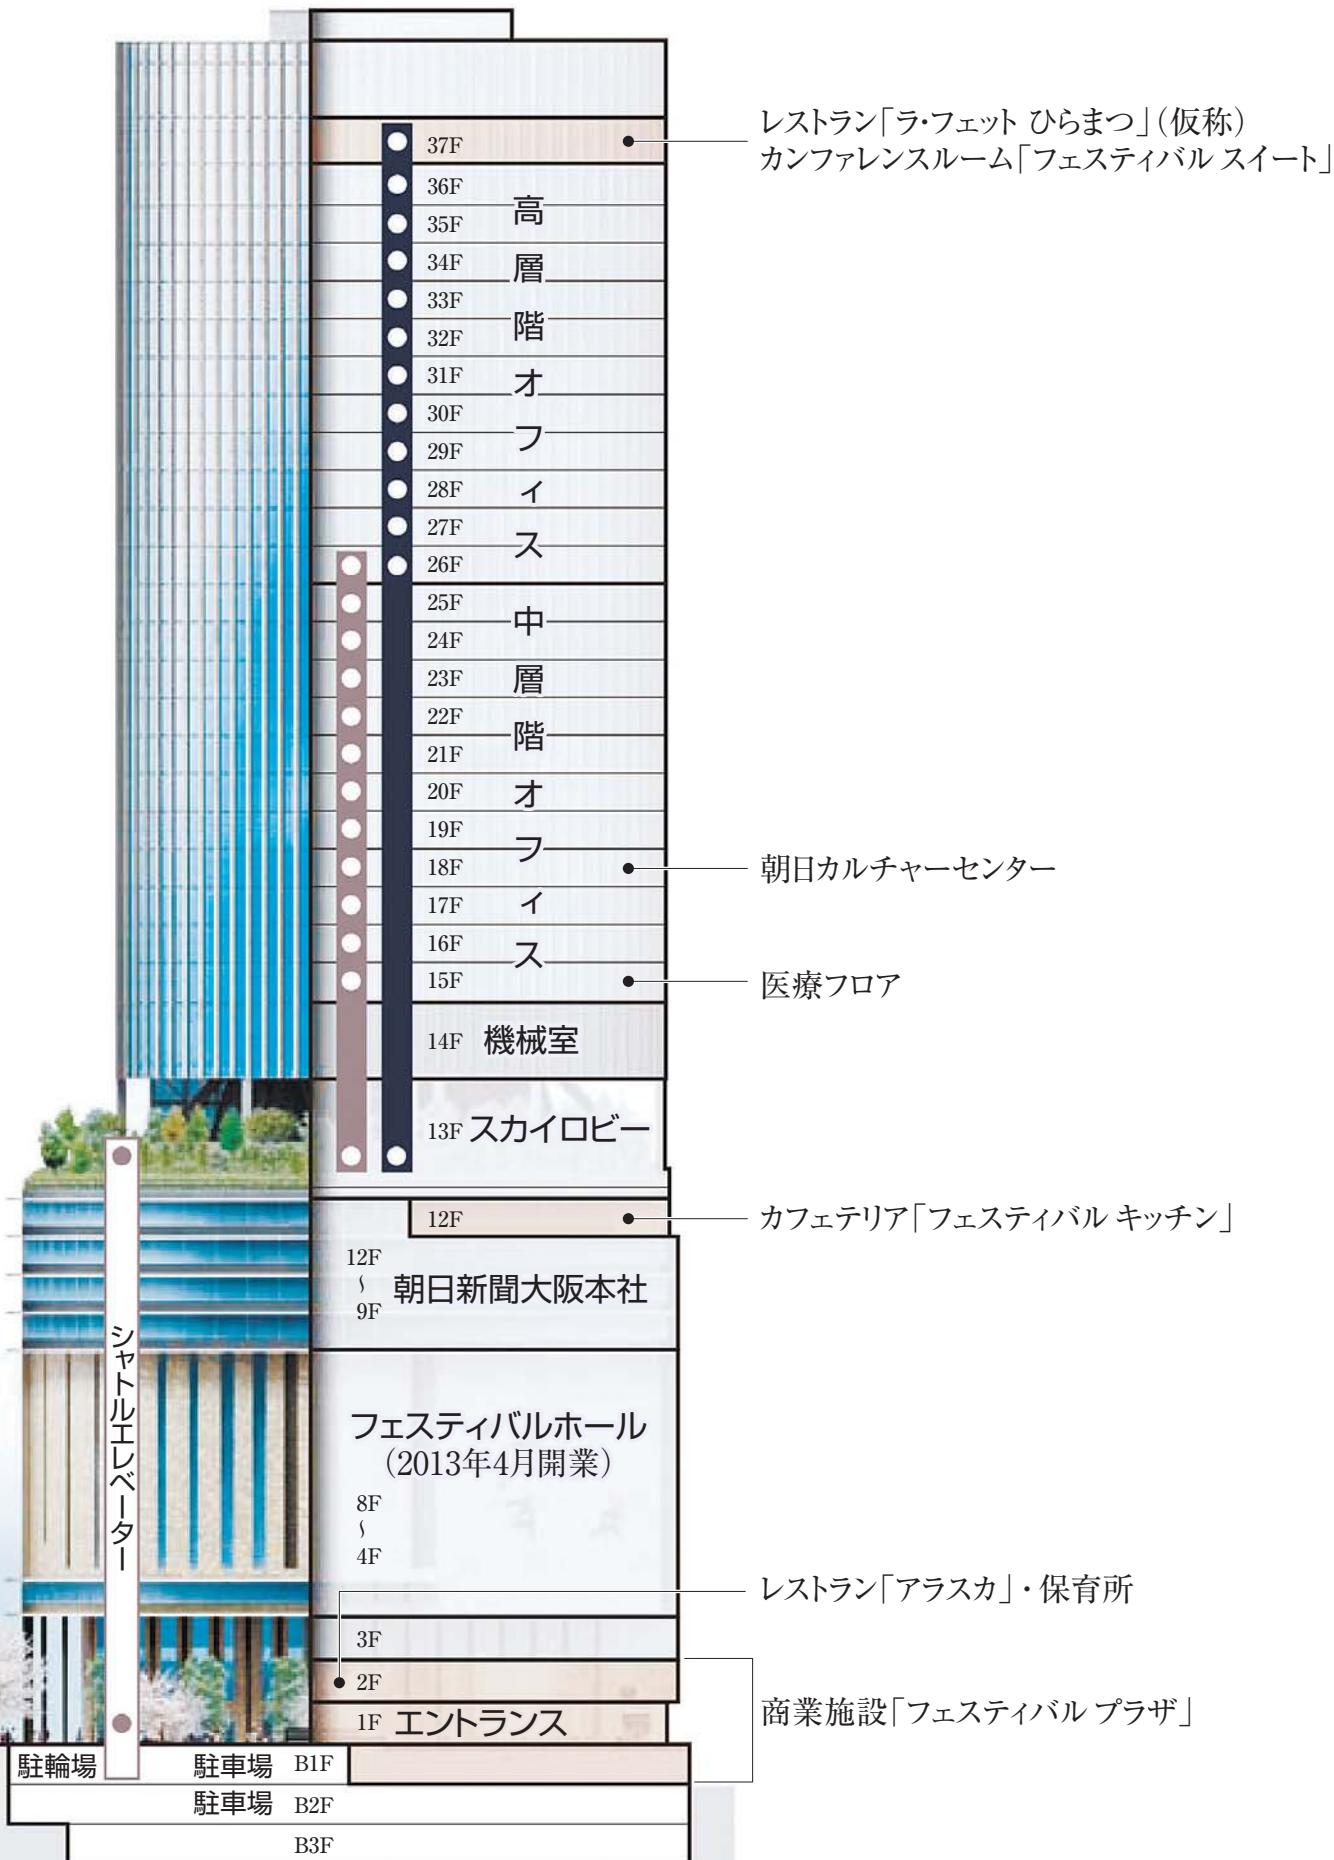 レストラン「ラ・フェット ひらまつ」（仮称）
カンファレンスルーム「フェスティバル スイート」
37F
36F
35F
34F
33F
32F
31F
30F
29F
28F
27F
26F
高層階オフィス
25F
24F
23F
22F
21F
20F
19F
18F
17F
16F
15F
中層階オフィス
朝日カルチャーセンター
医療フロア
14F 機械室
13F スカイロビー
12F
カフェテリア「フェスティバル キッチン」
12F
〜
9F
朝日新聞大阪本社
シャトルエレベーター
フェスティバルホール
（2013年4月開業）
8F
〜
4F
レストラン「アラスカ」・保育所
3F
2F
1F エントランス
商業施設「フェスティバル プラザ」
駐輪場 駐車場 B1F
駐車場 B2F
B3F